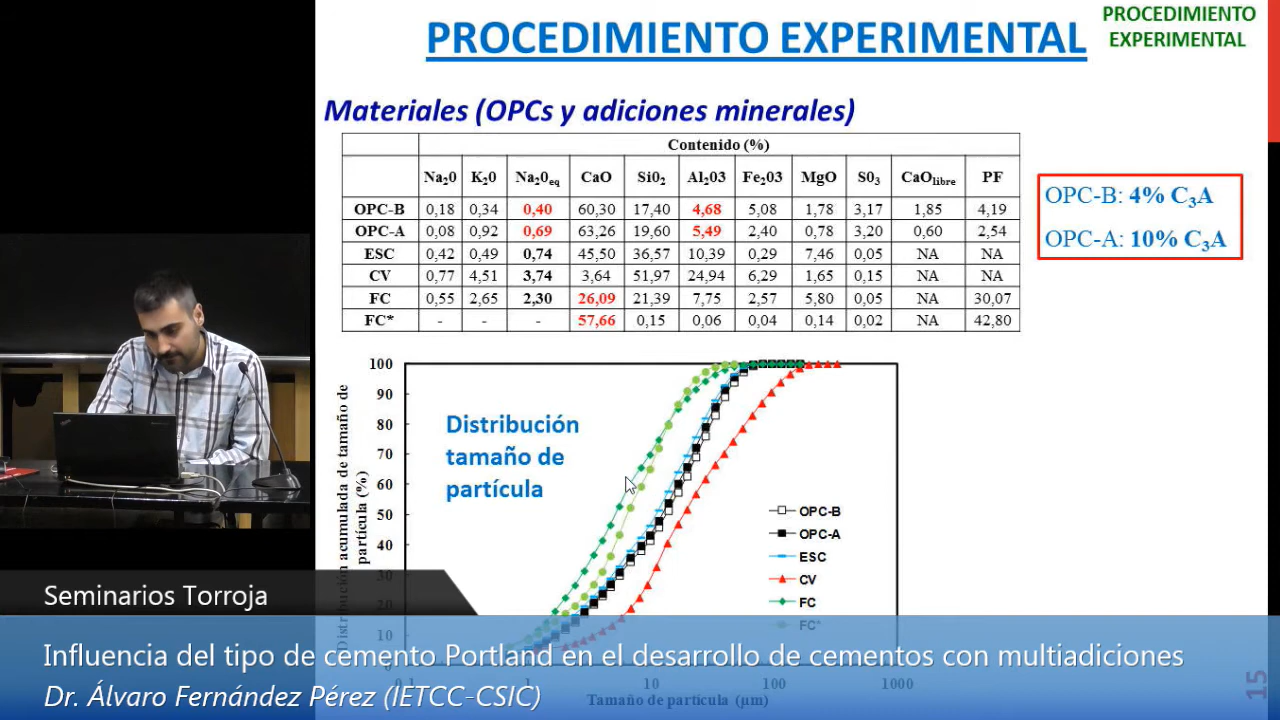 PROCEDIMIENTO EXPERIMENTAL
PROCEDIMIENTO
EXPERIMENTAL
Materiales (OPCs y adiciones minerales)
Contenido (%)
Na₂0 K₂0 Na₂0eq CaO Si0₂ Al₂03 Fe₂03 MgO S0₃ CaOlibre PF
OPC-B 0,18 0,34 0,40 60,30 17,40 4,68 5,08 1,78 3,17 1,85 4,19
OPC-A 0,08 0,92 0,69 63,26 19,60 5,49 2,40 0,78 3,20 0,60 2,54
ESC 0,42 0,49 0,74 45,50 36,57 10,39 0,29 7,46 0,05 NA NA
CV 0,77 4,51 3,74 3,64 51,97 24,94 6,29 1,65 0,15 NA NA
FC 0,55 2,65 2,30 26,09 21,39 7,75 2,57 5,80 0,05 NA 30,07
FC* - - - 57,66 0,15 0,06 0,04 0,14 0,02 NA 42,80
OPC-B: 4% C₃A
OPC-A: 10% C₃A
Distribución acumulada de tamaño de
partícula (%)
100
90
80
70
60
50
40
30
20
10
Distribución
tamaño de
partícula
OPC-B
OPC-A
ESC
CV
FC
FC*
0,1 1 10 100 1000
Tamaño de partícula (µm)
15
Seminarios Torroja
Influencia del tipo de cemento Portland en el desarrollo de cementos con multiadiciones
Dr. Álvaro Fernández Pérez (IETCC-CSIC)